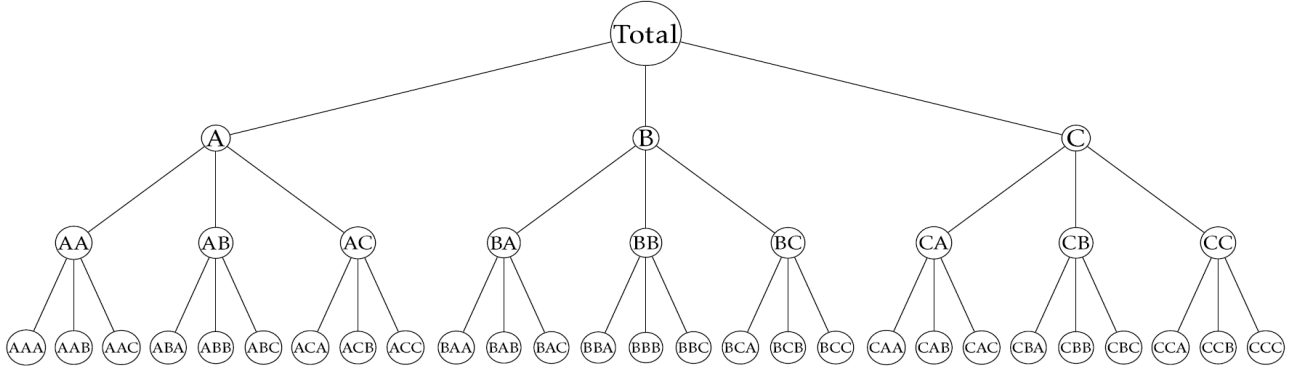 Total
A B C
AA AB AC BA BB BC CA CB CC
AAA AAB AAC ABA ABB ABC ACA ACB ACC BAA BAB BAC BBA BBB BBC BCA BCB BCC CAA CAB CAC CBA CBB CBC CCA CCB CCC